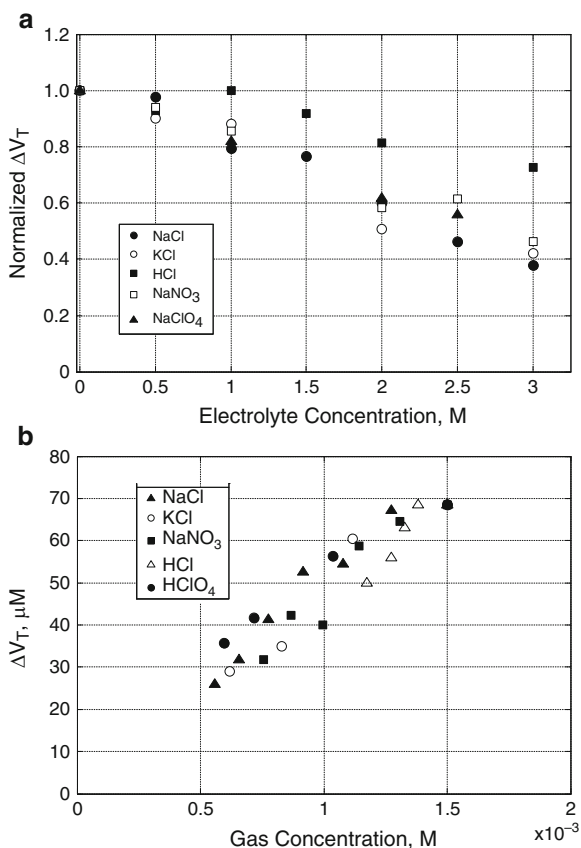 a
1.2
1.0
0.8
0.6
0.4
0.2
0
Normalized ΔV_T
NaCl
KCl
HCl
NaNO₃
NaClO₄
0 0.5 1 1.5 2 2.5 3
Electrolyte Concentration, M
b
80
70
60
50
40
30
20
10
0
ΔV_T, μM
NaCl
KCl
NaNO₃
HCl
HClO₄
0 0.5 1 1.5 2
x10⁻³
Gas Concentration, M